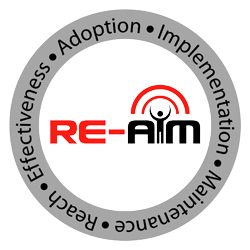 Reach • Effectiveness • Adoption • Implementation • Maintenance •
RE-AIM